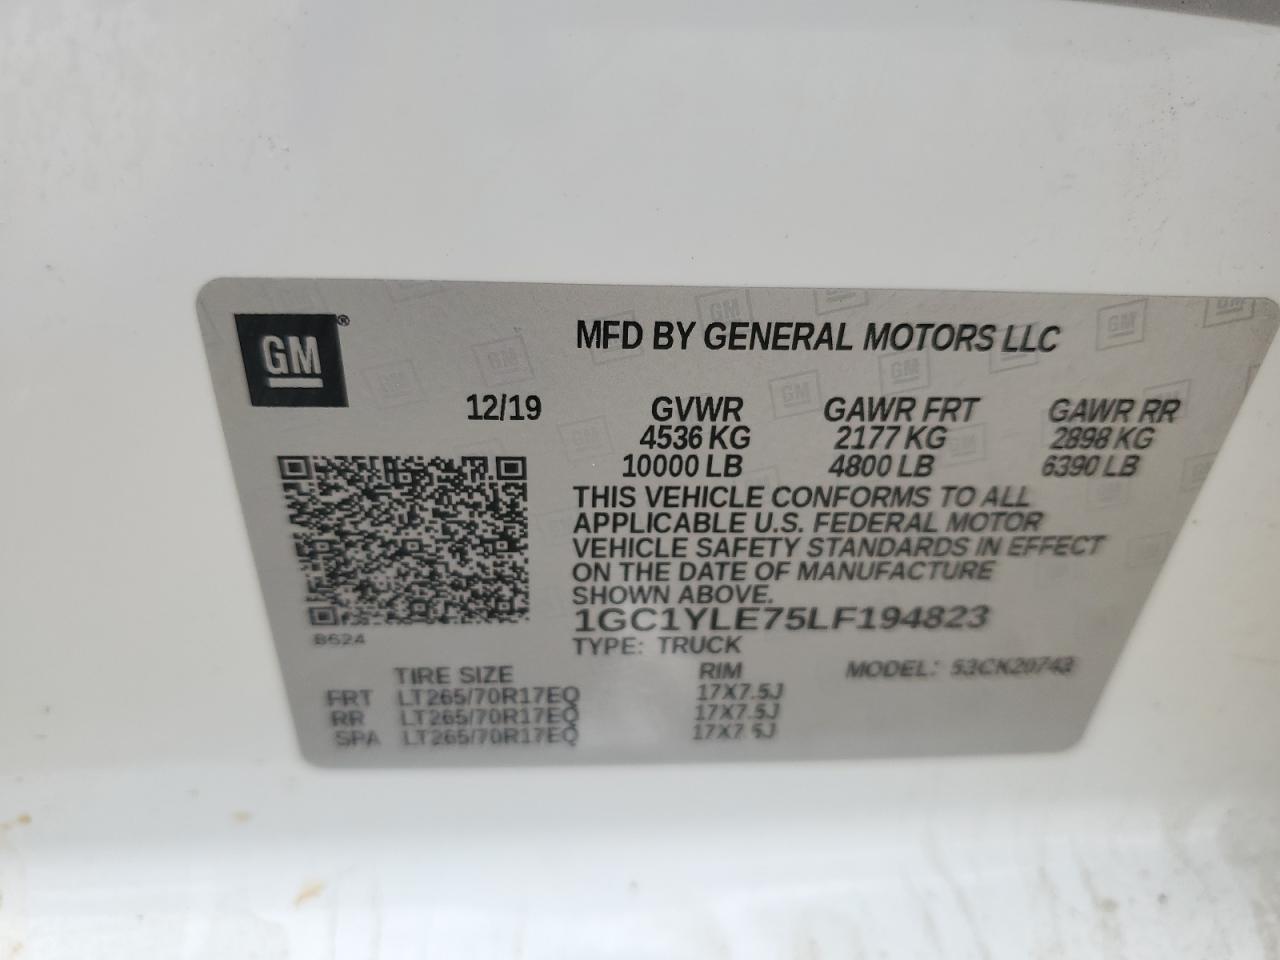 GM
MFD BY GENERAL MOTORS LLC
12/19 GVWR GAWR FRT GAWR RR
4536 KG 2177 KG 2898 KG
10000 LB 4800 LB 6390 LB
THIS VEHICLE CONFORMS TO ALL
APPLICABLE U.S. FEDERAL MOTOR
VEHICLE SAFETY STANDARDS IN EFFECT
ON THE DATE OF MANUFACTURE
SHOWN ABOVE.
1GC1YLE75LF194823
B624
TYPE: TRUCK
TIRE SIZE RIM MODEL: 53CK20743
FRT LT265/70R17EQ 17X7.5J
RR LT265/70R17EQ 17X7.5J
SPA LT265/70R17EQ 17X7.5J